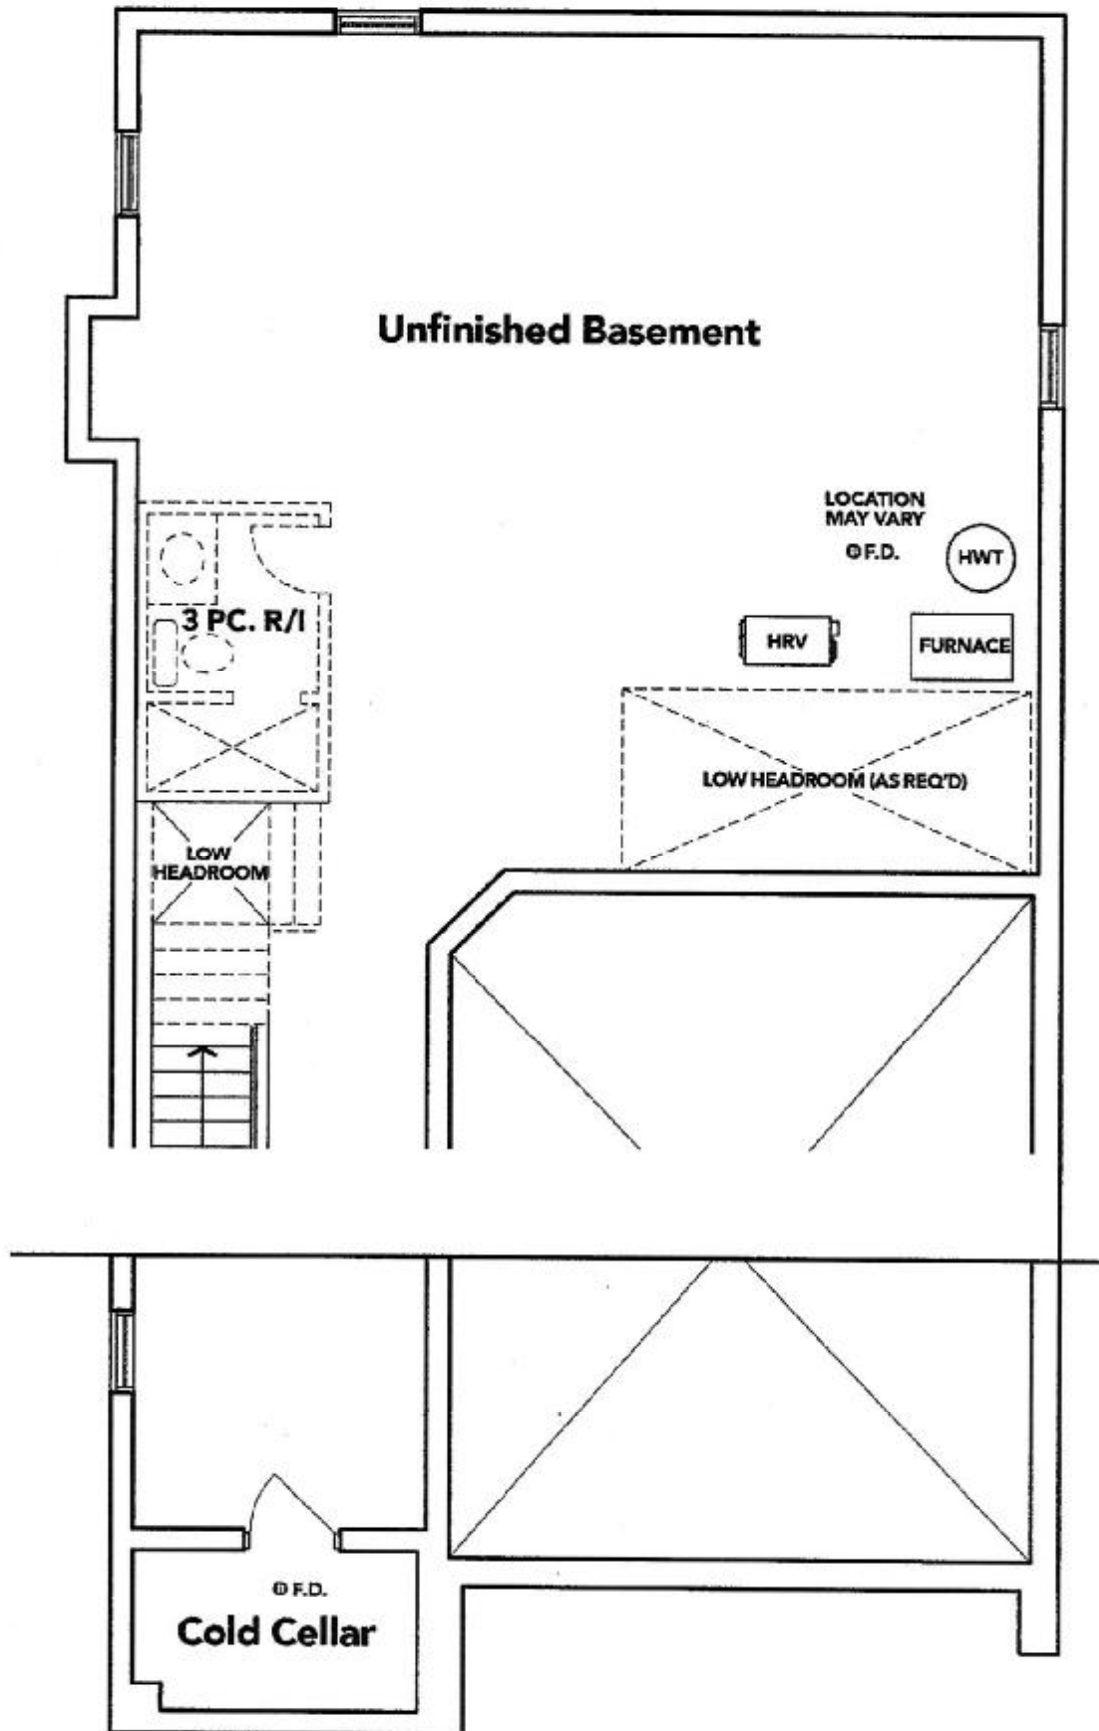 Unfinished Basement
LOCATION
MAY VARY
F.D.
HWT
3 PC. R/I
HRV
FURNACE
LOW HEADROOM (AS REQ'D)
LOW
HEADROOM
F.D.
Cold Cellar